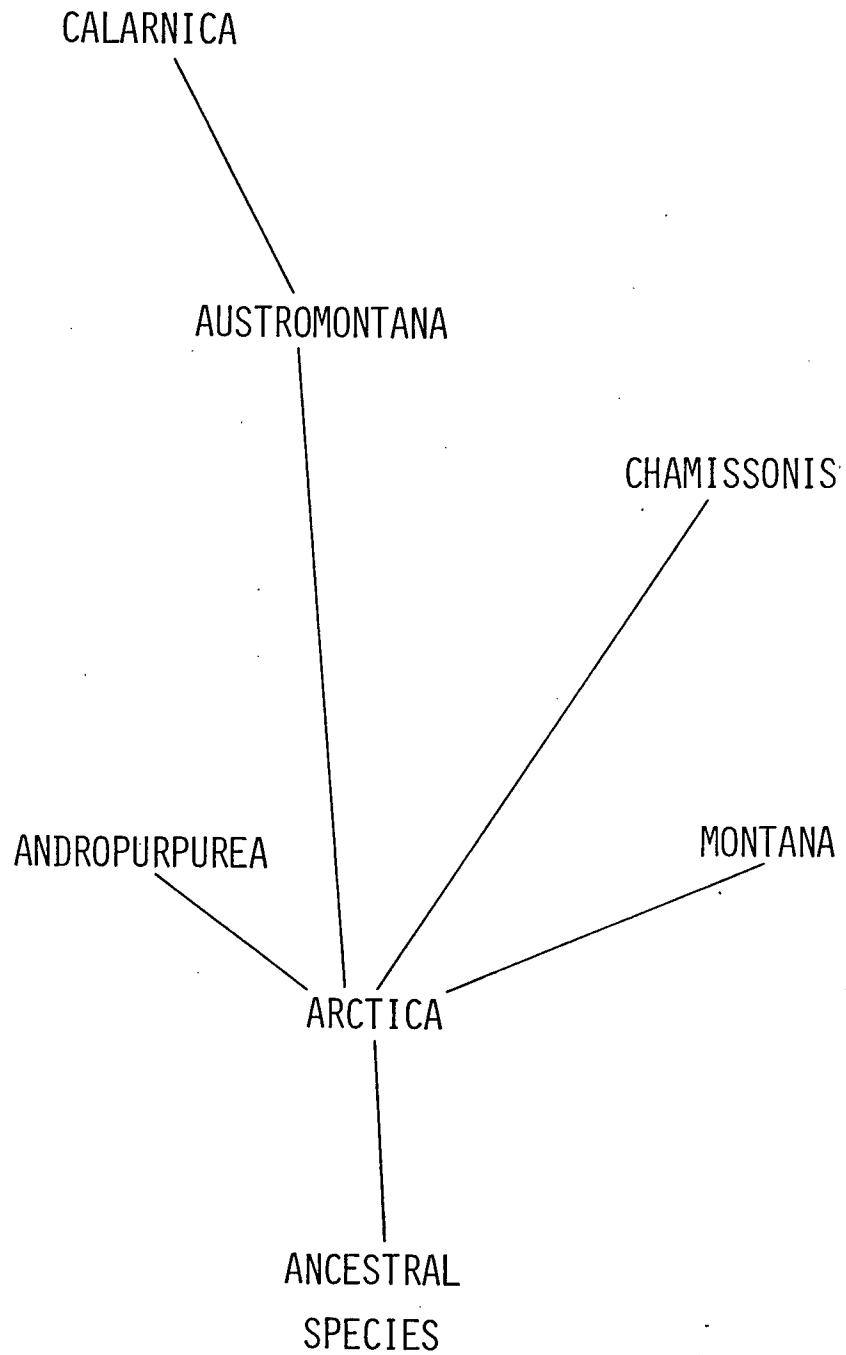 CALARNICA
AUSTROMONTANA
CHAMISSONIS
ANDROPURPUREA
MONTANA
ARCTICA
ANCESTRAL
SPECIES